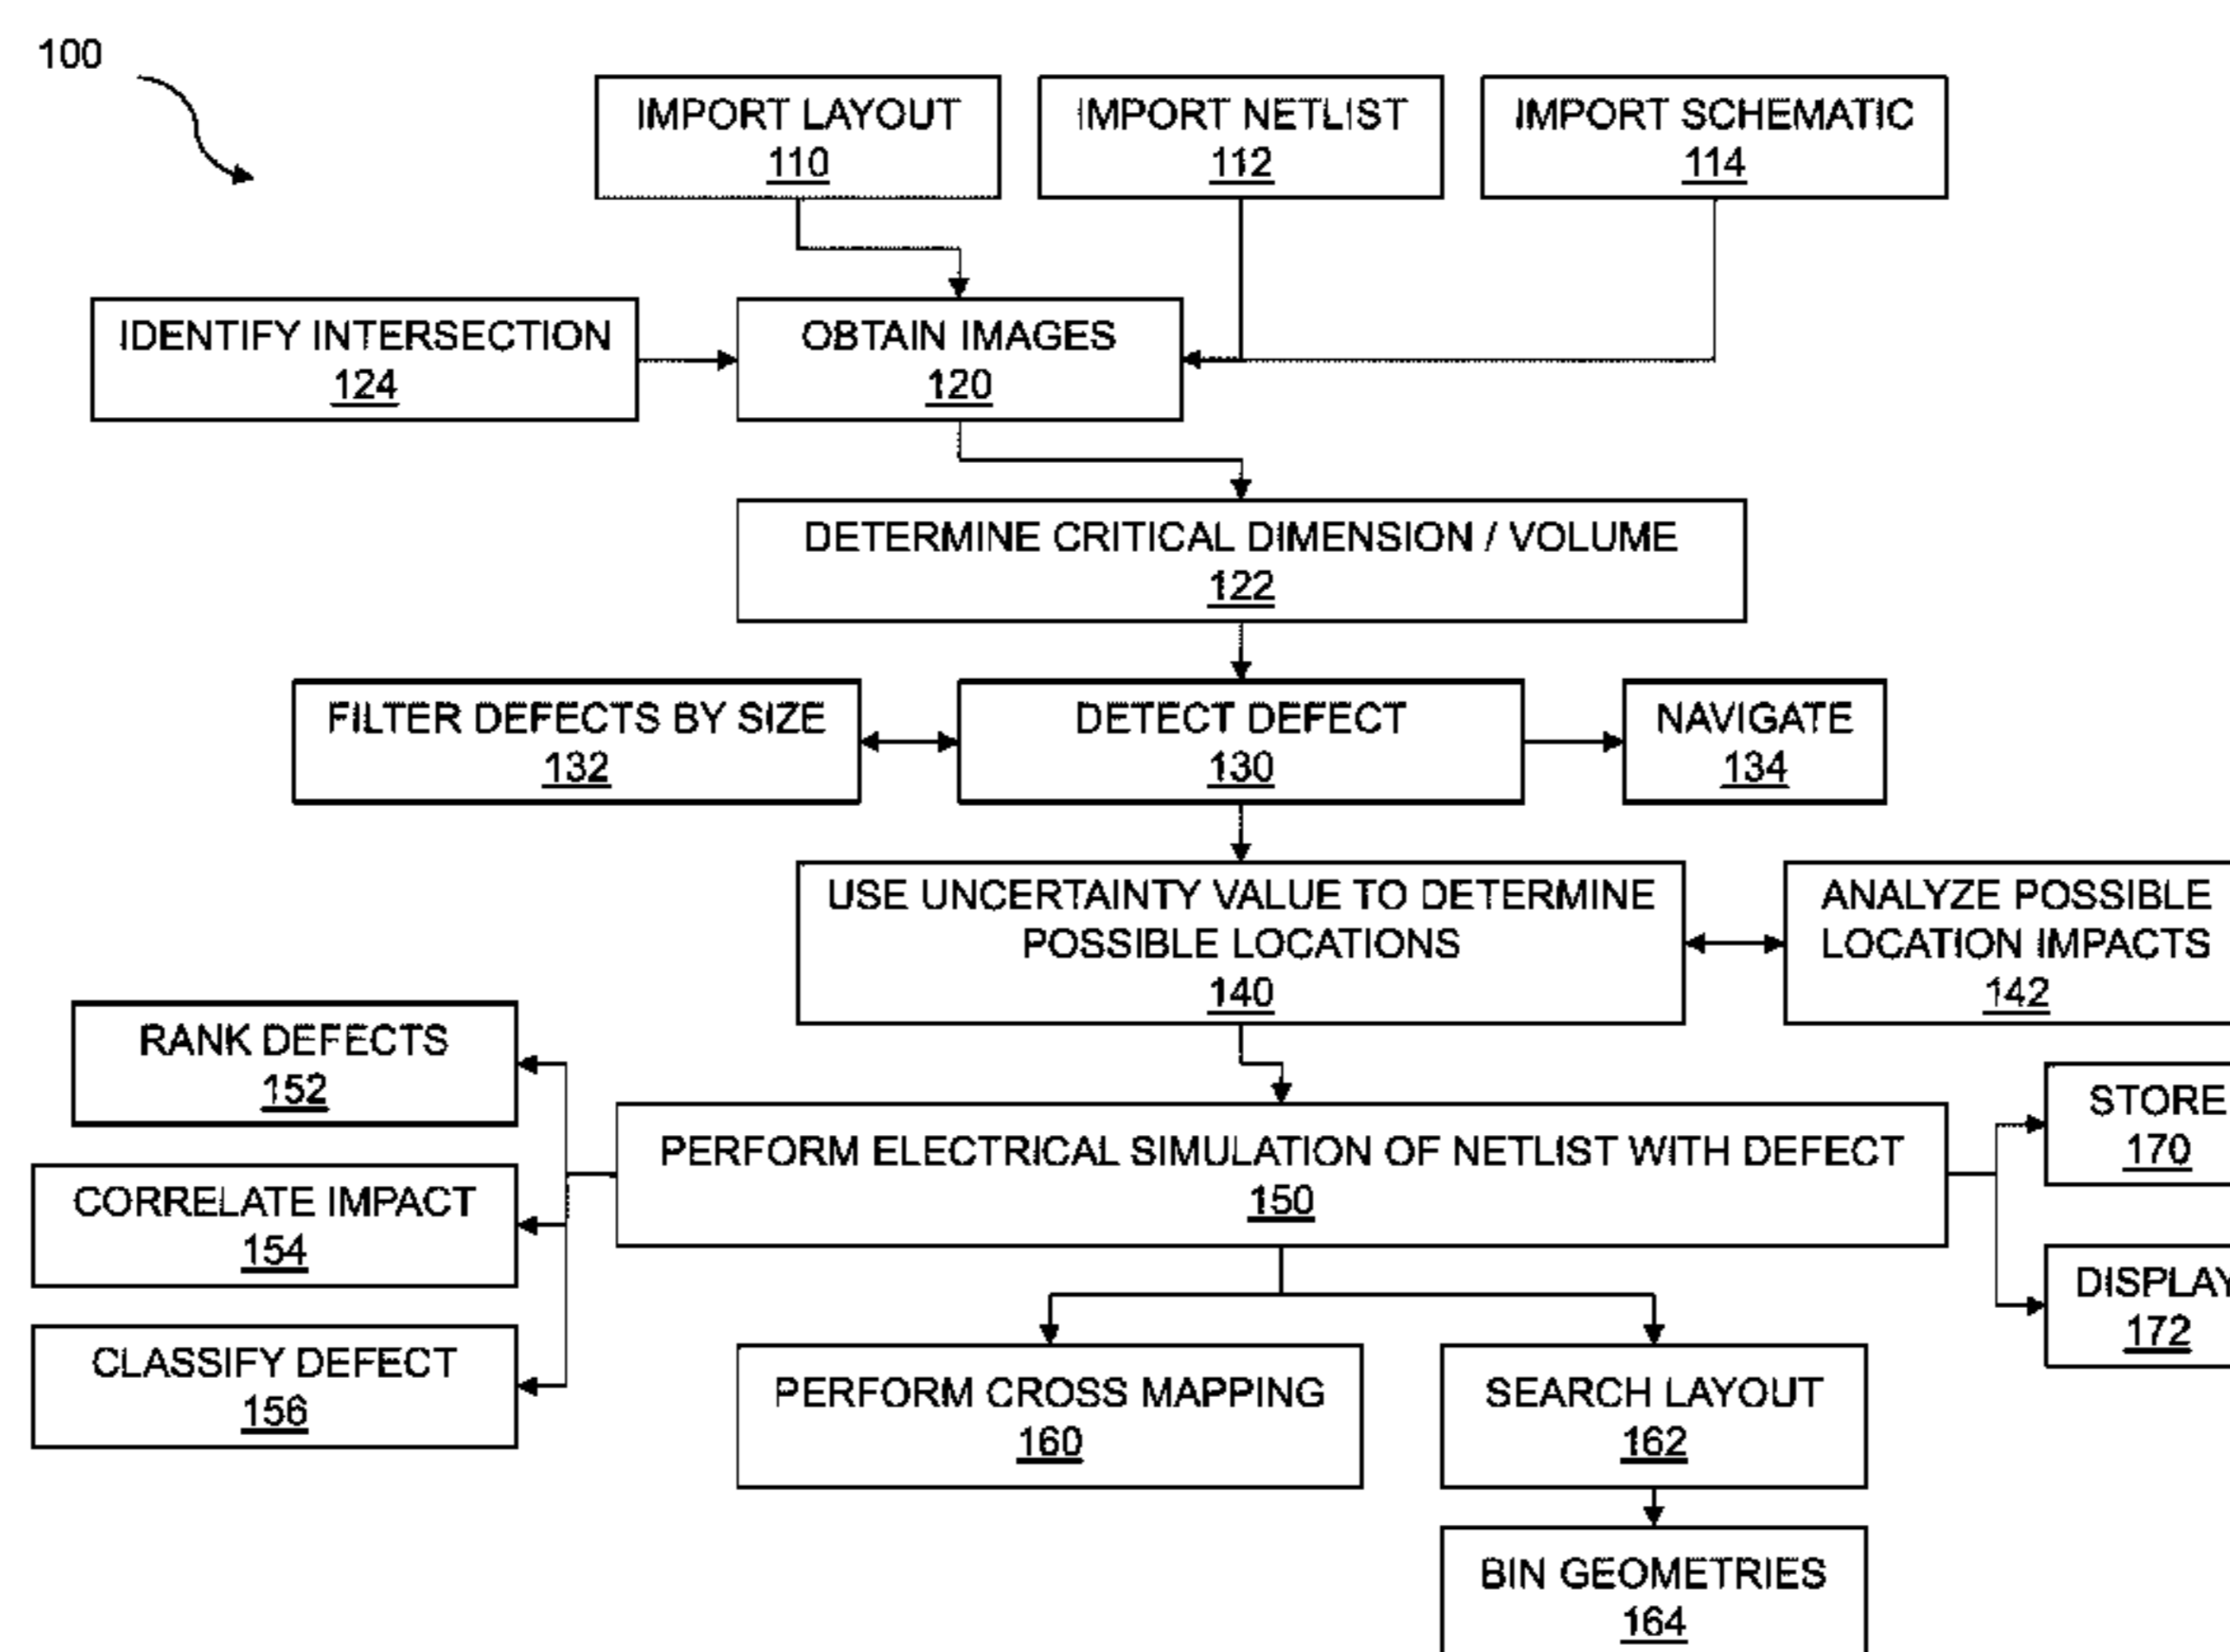 100
IMPORT LAYOUT
110
IMPORT NETLIST
112
IMPORT SCHEMATIC
114
IDENTIFY INTERSECTION
124
OBTAIN IMAGES
120
DETERMINE CRITICAL DIMENSION / VOLUME
122
FILTER DEFECTS BY SIZE
132
DETECT DEFECT
130
NAVIGATE
134
USE UNCERTAINTY VALUE TO DETERMINE
POSSIBLE LOCATIONS
140
ANALYZE POSSIBLE
LOCATION IMPACTS
142
RANK DEFECTS
152
CORRELATE IMPACT
154
CLASSIFY DEFECT
156
PERFORM ELECTRICAL SIMULATION OF NETLIST WITH DEFECT
150
STORE
170
DISPLAY
172
PERFORM CROSS MAPPING
160
SEARCH LAYOUT
162
BIN GEOMETRIES
164